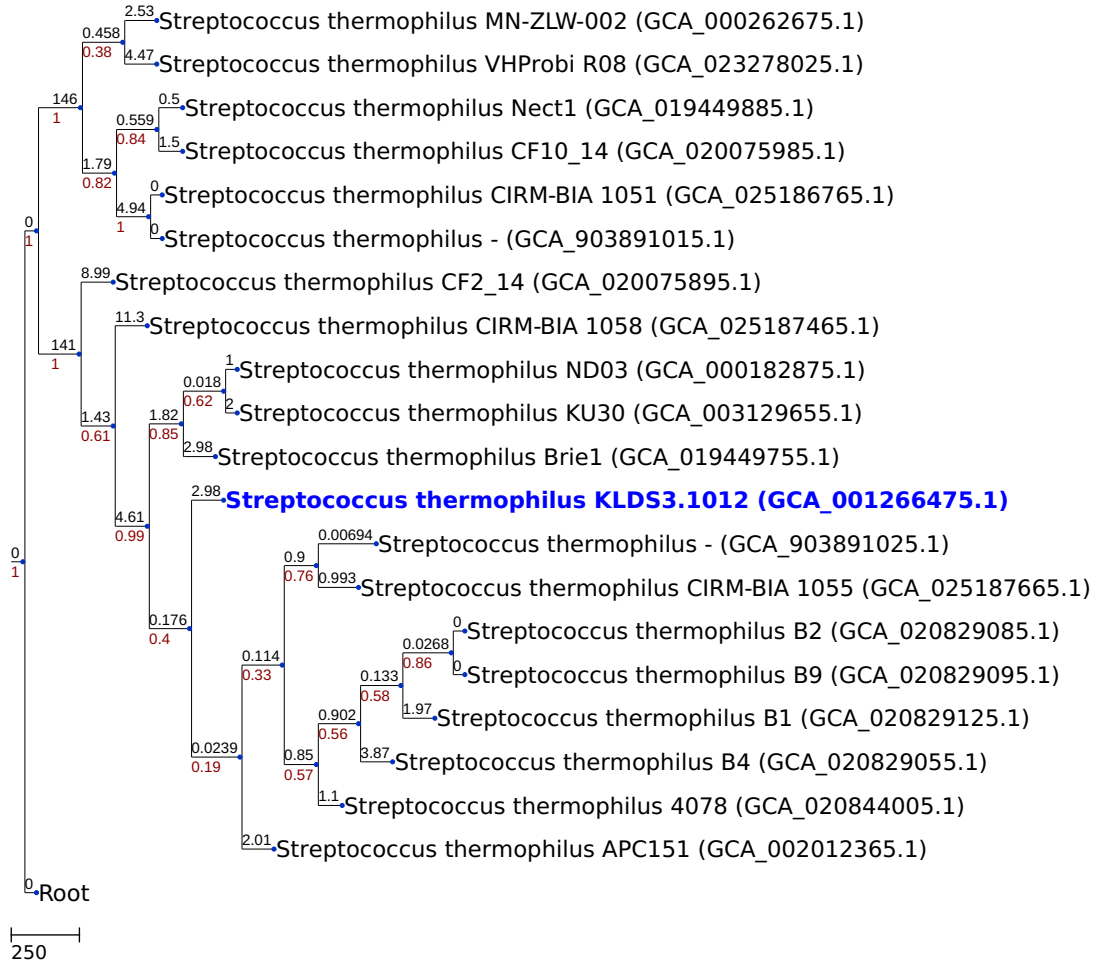 2.53
Streptococcus thermophilus MN-ZLW-002 (GCA_000262675.1)
0.458
0.38
4.47
Streptococcus thermophilus VHProbi R08 (GCA_023278025.1)
146
1
0.5
Streptococcus thermophilus Nect1 (GCA_019449885.1)
0.559
0.84
1.5
Streptococcus thermophilus CF10_14 (GCA_020075985.1)
1.79
0.82
0
Streptococcus thermophilus CIRM-BIA 1051 (GCA_025186765.1)
4.94
1
0
Streptococcus thermophilus - (GCA_903891015.1)
0
1
8.99
Streptococcus thermophilus CF2_14 (GCA_020075895.1)
11.3
Streptococcus thermophilus CIRM-BIA 1058 (GCA_025187465.1)
141
1
1
Streptococcus thermophilus ND03 (GCA_000182875.1)
0.018
0.62
2
Streptococcus thermophilus KU30 (GCA_003129655.1)
1.43
0.61
1.82
0.85
2.98
Streptococcus thermophilus Brie1 (GCA_019449755.1)
2.98
Streptococcus thermophilus KLDS3.1012 (GCA_001266475.1)
4.61
0.99
0.00694
Streptococcus thermophilus - (GCA_903891025.1)
0
1
0.9
0.76
0.993
Streptococcus thermophilus CIRM-BIA 1055 (GCA_025187665.1)
0.176
0.4
0
Streptococcus thermophilus B2 (GCA_020829085.1)
0.0268
0.86
0
Streptococcus thermophilus B9 (GCA_020829095.1)
0.114
0.33
0.133
0.58
1.97
Streptococcus thermophilus B1 (GCA_020829125.1)
0.902
0.56
3.87
Streptococcus thermophilus B4 (GCA_020829055.1)
0.0239
0.19
0.85
0.57
1.1
Streptococcus thermophilus 4078 (GCA_020844005.1)
2.01
Streptococcus thermophilus APC151 (GCA_002012365.1)
0
Root
250